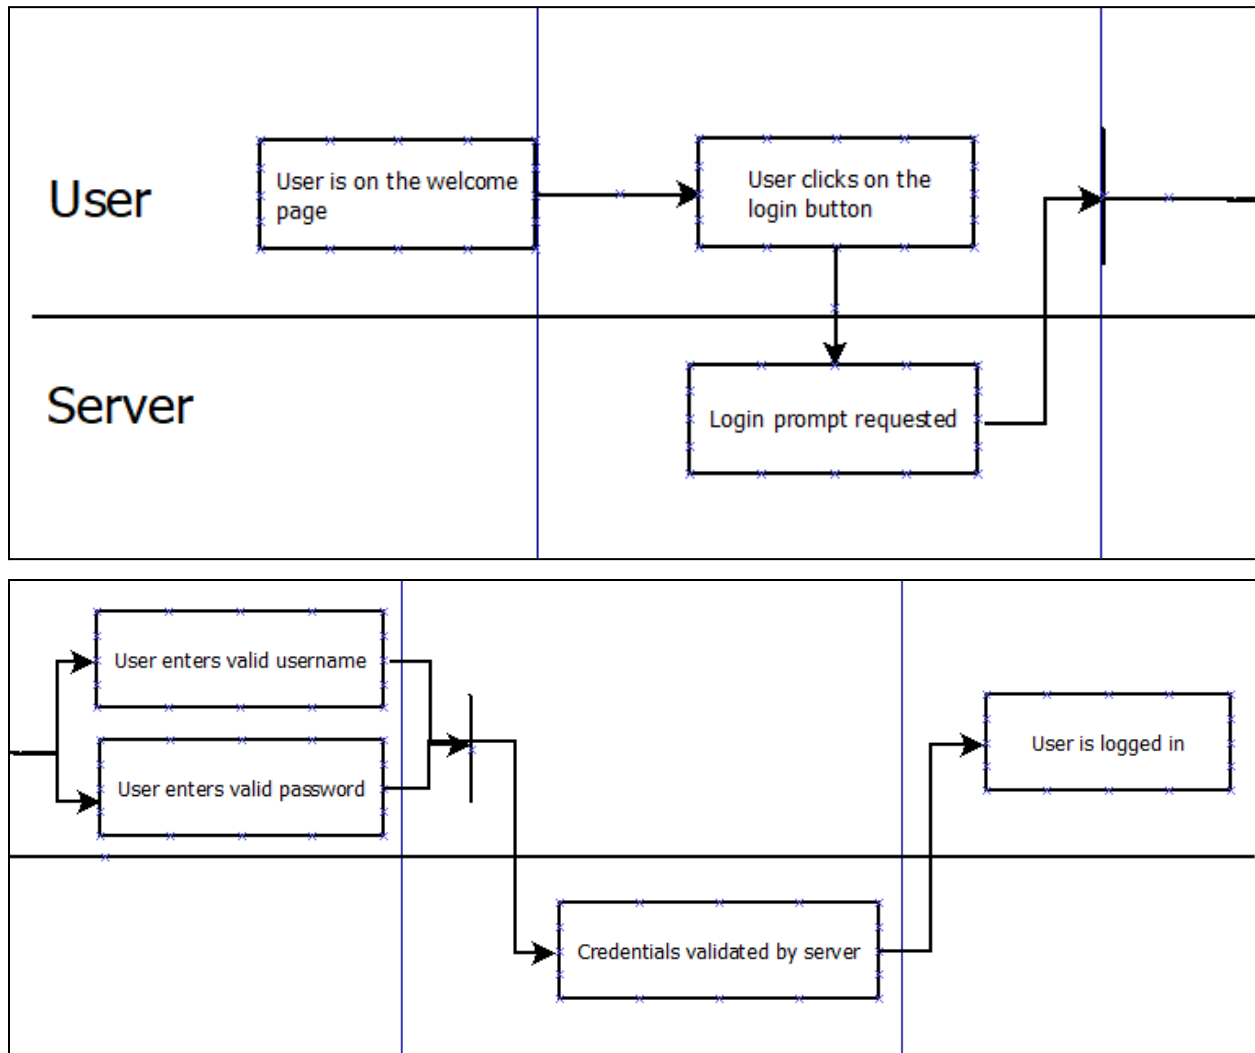 User
User is on the welcome
page
User clicks on the
login button
Server
Login prompt requested
User enters valid username
User enters valid password
User is logged in
Credentials validated by server